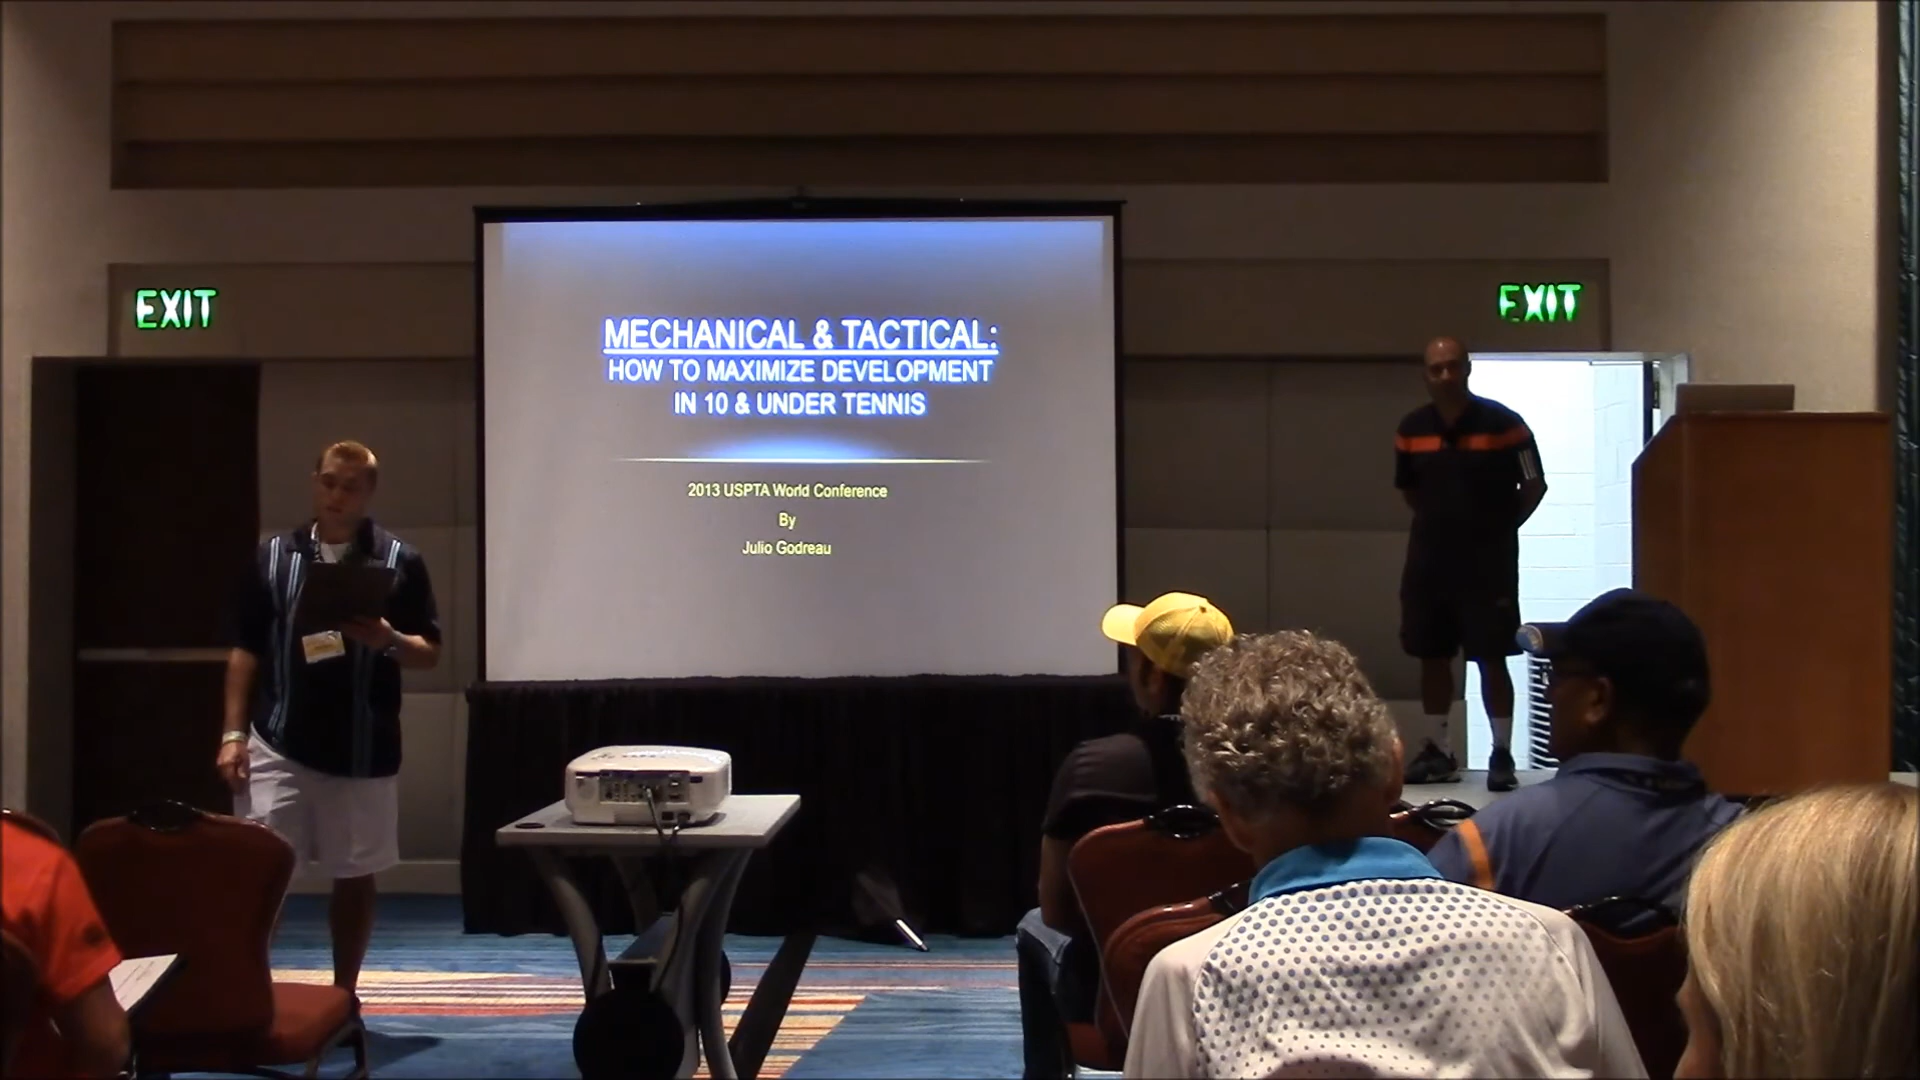 EXIT
EXIT
MECHANICAL & TACTICAL:
HOW TO MAXIMIZE DEVELOPMENT
IN 10 & UNDER TENNIS
2013 USPTA World Conference
By
Julio Godreau